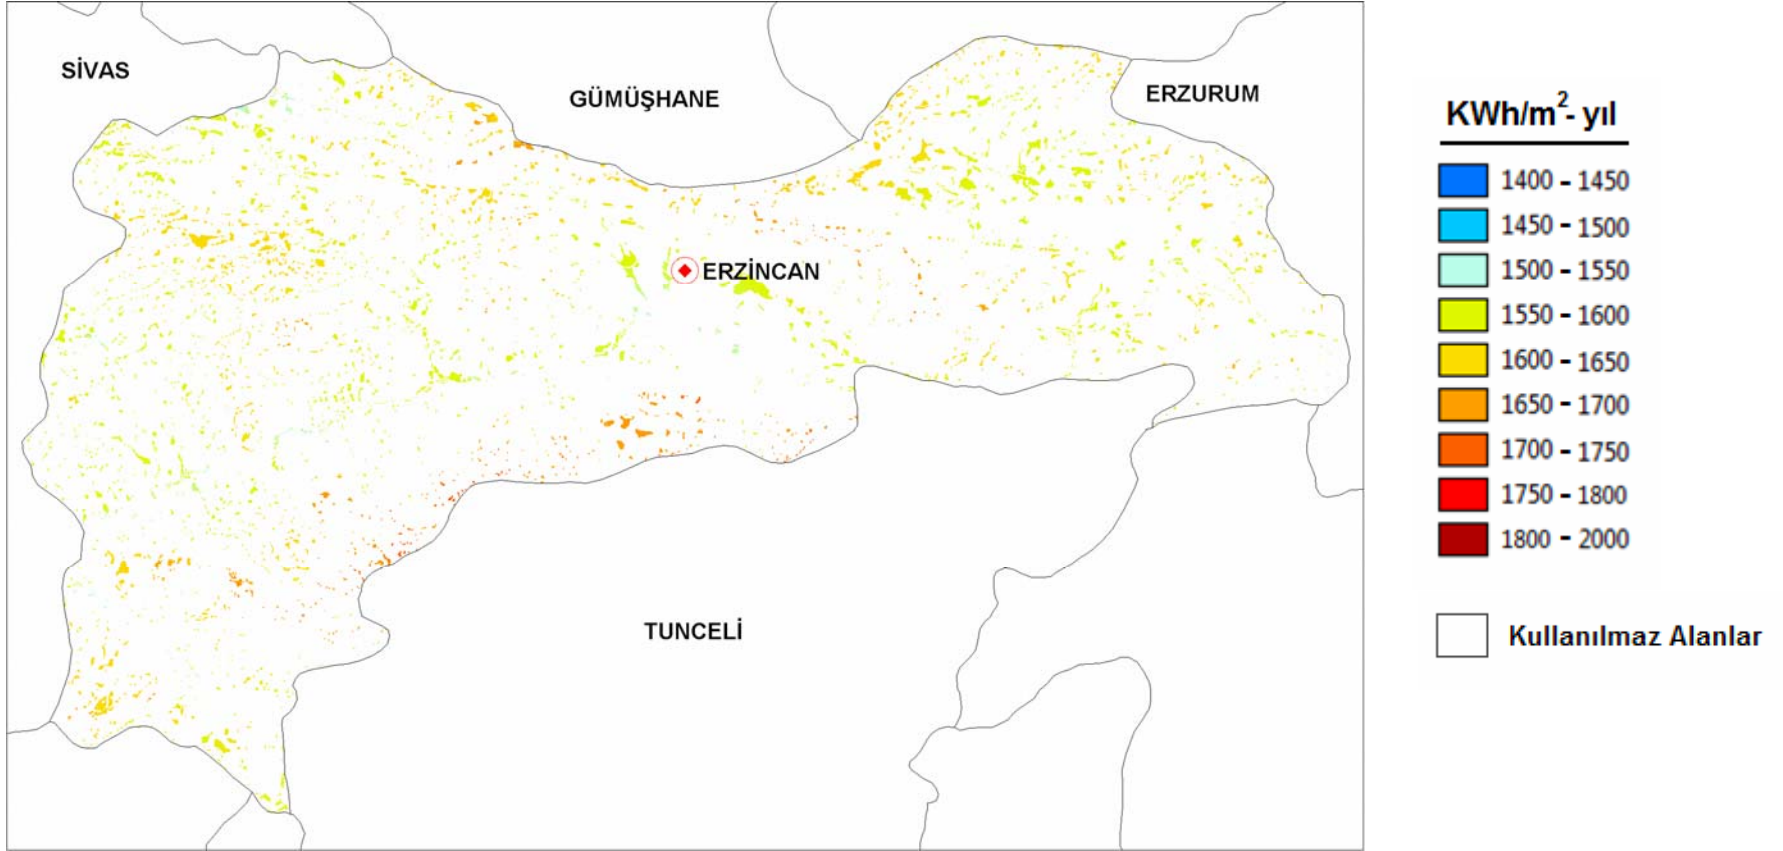 SİVAS
GÜMÜŞHANE
ERZURUM
ERZİNCAN
TUNCELİ
KWh/m²- yıl
1400 - 1450
1450 - 1500
1500 - 1550
1550 - 1600
1600 - 1650
1650 - 1700
1700 - 1750
1750 - 1800
1800 - 2000
Kullanılmaz Alanlar